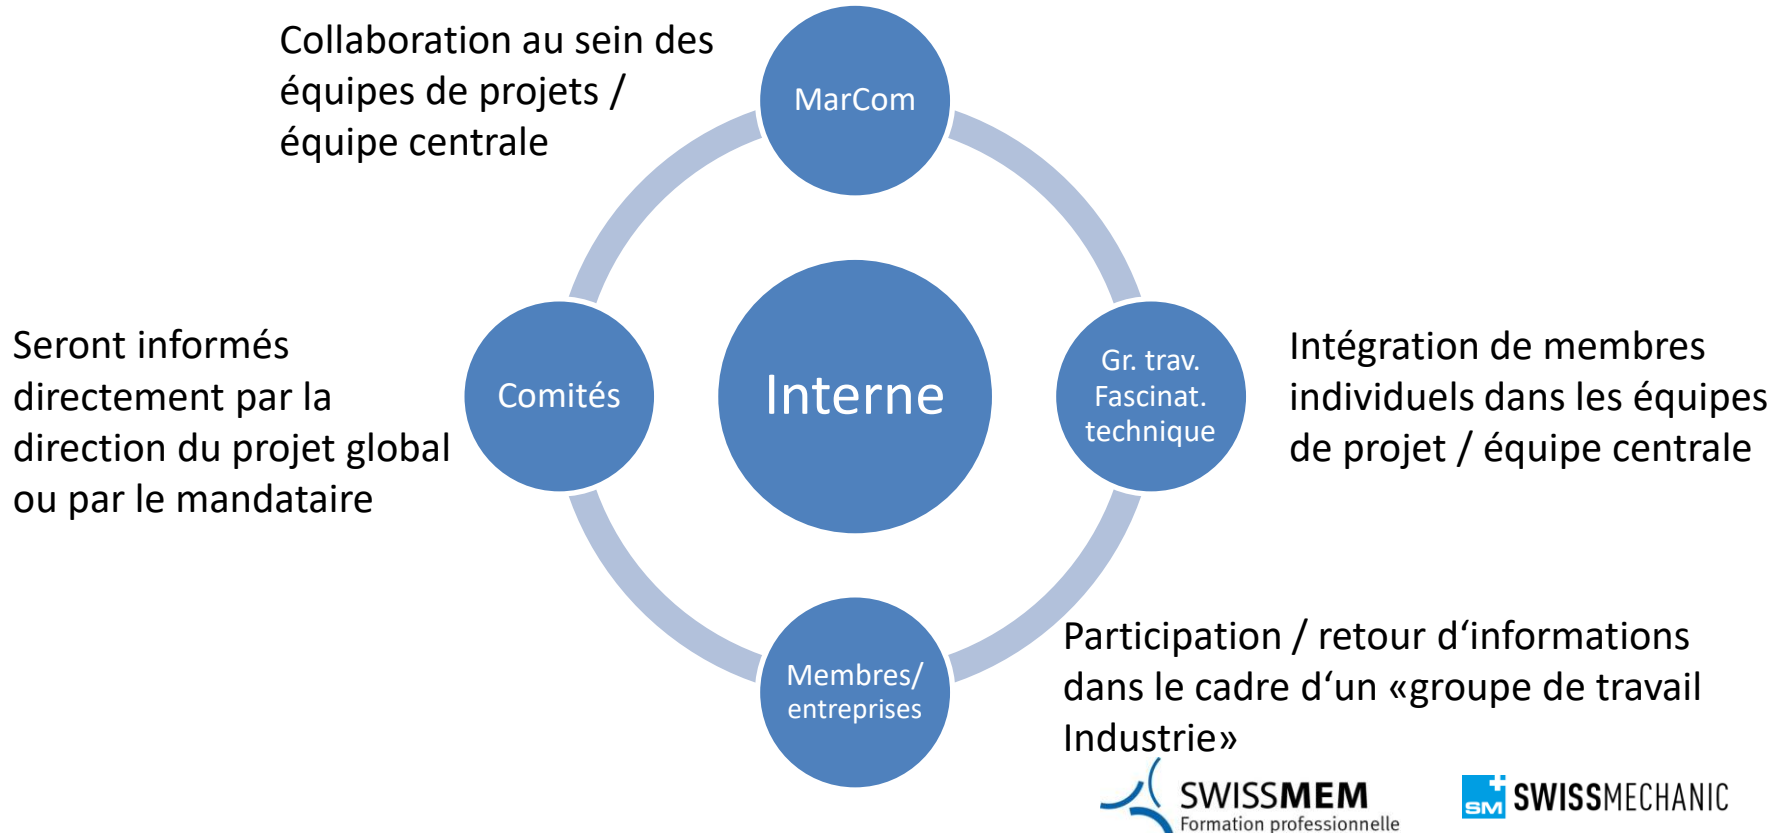 Collaboration au sein des
équipes de projets /
équipe centrale
MarCom
Seront informés
directement par la
direction du projet global
ou par le mandataire
Comités
Interne
Gr. trav.
Fascinat.
technique
Intégration de membres
individuels dans les équipes
de projet / équipe centrale
Membres/
entreprises
Participation / retour d‘informations
dans le cadre d‘un «groupe de travail
Industrie»
SWISSMEM
Formation professionnelle
SM SWISSMECHANIC